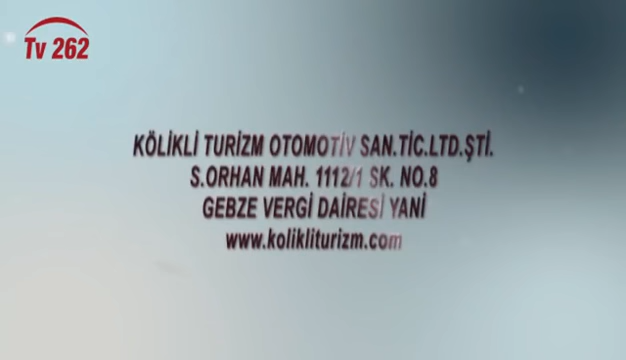 Tv 262
KÖLİKLİ TURİZM OTOMOTİV SAN.TİC.LTD.ŞTİ.
S.ORHAN MAH. 1112/1 SK. NO.8
GEBZE VERGİ DAİRESİ YANİ
www.kolikliturizm.com